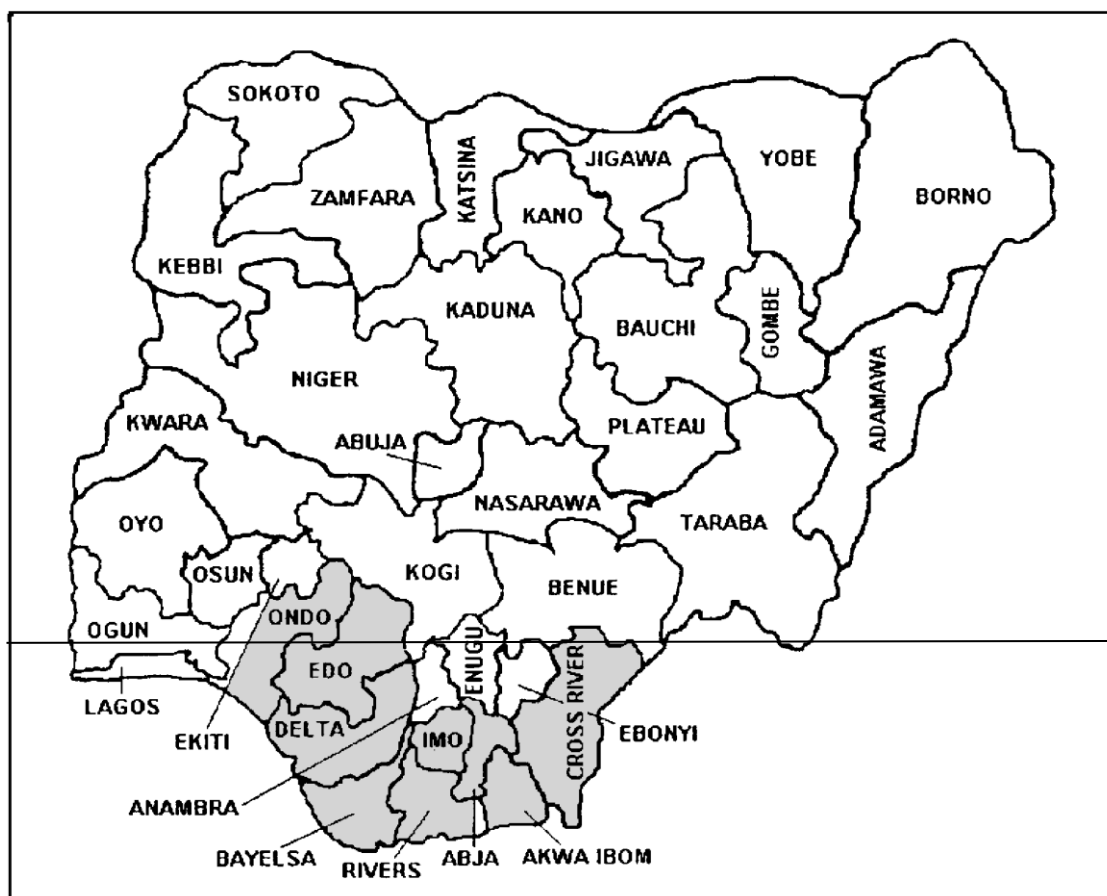 SOKOTO
ZAMFARA
KATSINA
KANO
JIGAWA
YOBE
BORNO
KEBBI
KADUNA
BAUCHI
GOMBE
NIGER
ADAMAWA
KWARA
ABUJA
PLATEAU
NASARAWA
TARABA
OYO
OSUN
KOGI
BENUE
OGUN
ONDO
ENUGU
EDO
CROSS RIVER
LAGOS
EKITI
DELTA
IMO
EBONYI
ANAMBRA
BAYELSA
RIVERS
ABJA
AKWA IBOM